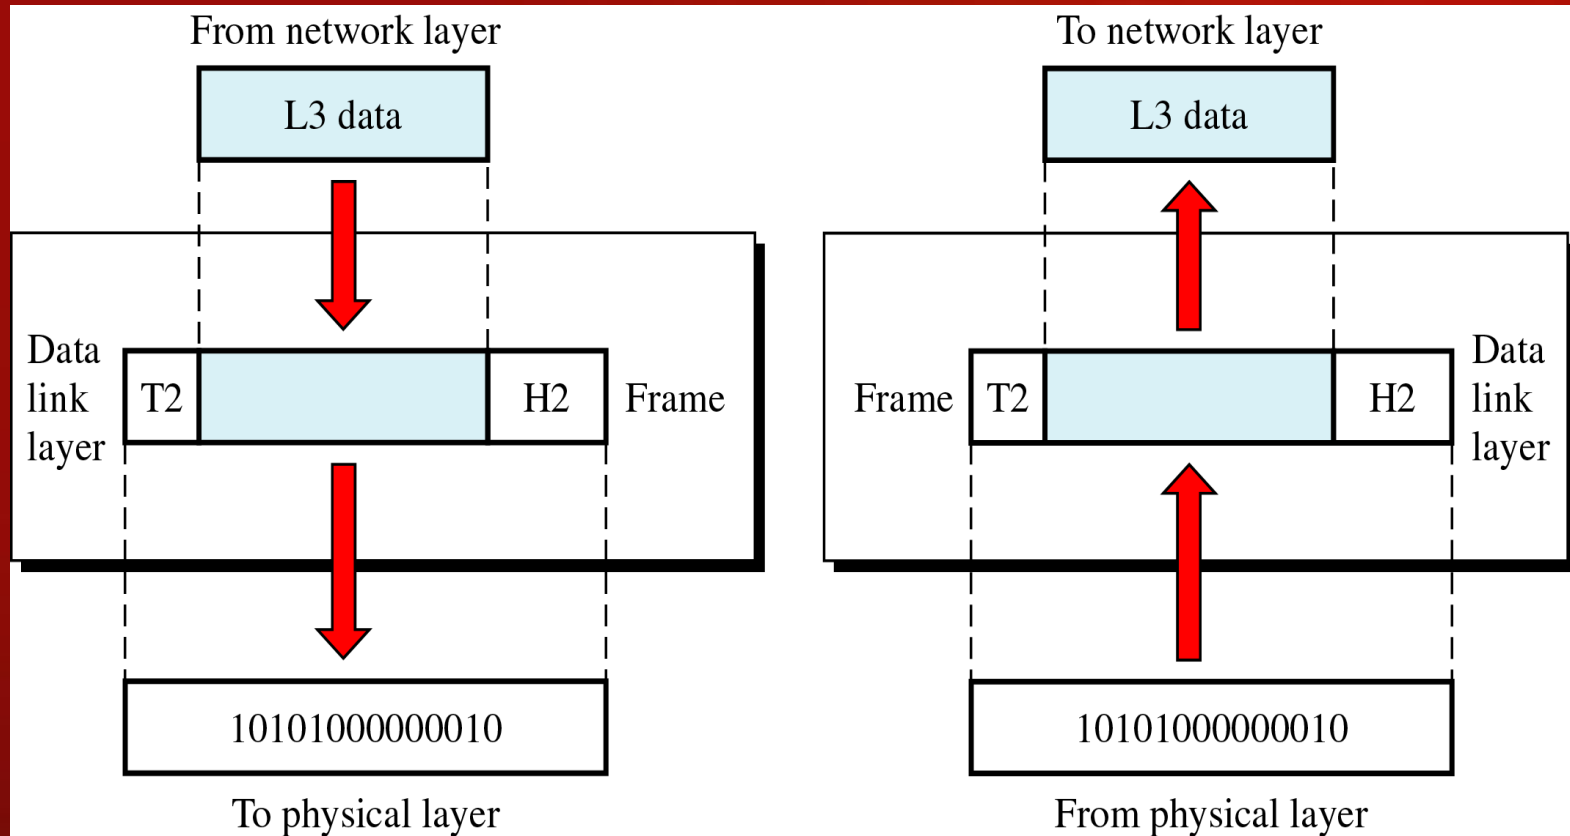 From network layer
L3 data
Data
link
layer
T2
H2
Frame
10101000000010
To physical layer
To network layer
L3 data
Frame
T2
H2
Data
link
layer
10101000000010
From physical layer